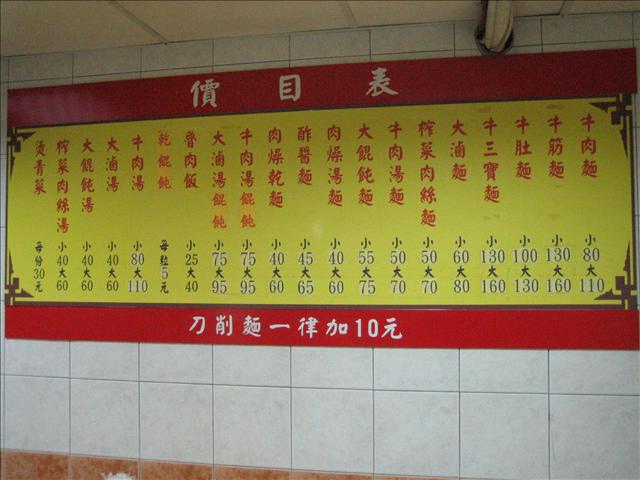 價目表
牛肉麵 小80大110
牛筋麵 小130大160
牛肚麵 小100大130
牛三寶麵 小130大160
大滷麵 小60大80
榨菜肉絲麵 小50大70
牛肉湯麵 小50大70
大餛飩麵 小55大75
肉燥湯麵 小40大60
酢醬麵 小45大65
肉燥乾麵 小40大60
牛肉湯餛飩 小75大95
大滷湯餛飩 小75大95
魯肉飯 小25大40
乾餛飩 每粒5元
牛肉湯 小80大110
大滷湯 小40大60
大餛飩湯 小40大60
榨菜肉絲湯 小40大60
燙青菜 每份30元
刀削麵一律加10元